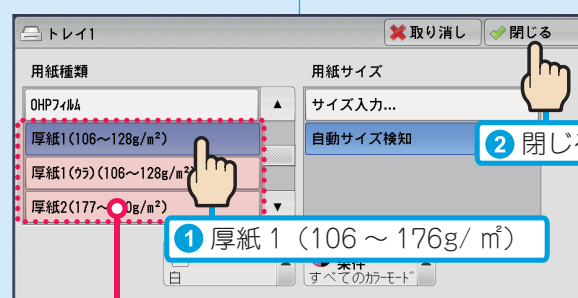 トレイ1
取り消し
閉じる
用紙種類
用紙サイズ
OHPフィルム
サイズ入力...
厚紙1(106~128g/m²)
自動サイズ検知
厚紙1(ウラ)(106~128g/m²)
厚紙2(177~ 0g/m²)
2 閉じ
1 厚紙 1(106 ~ 176g/ ㎡)
白
条件
すべてのカラーモード